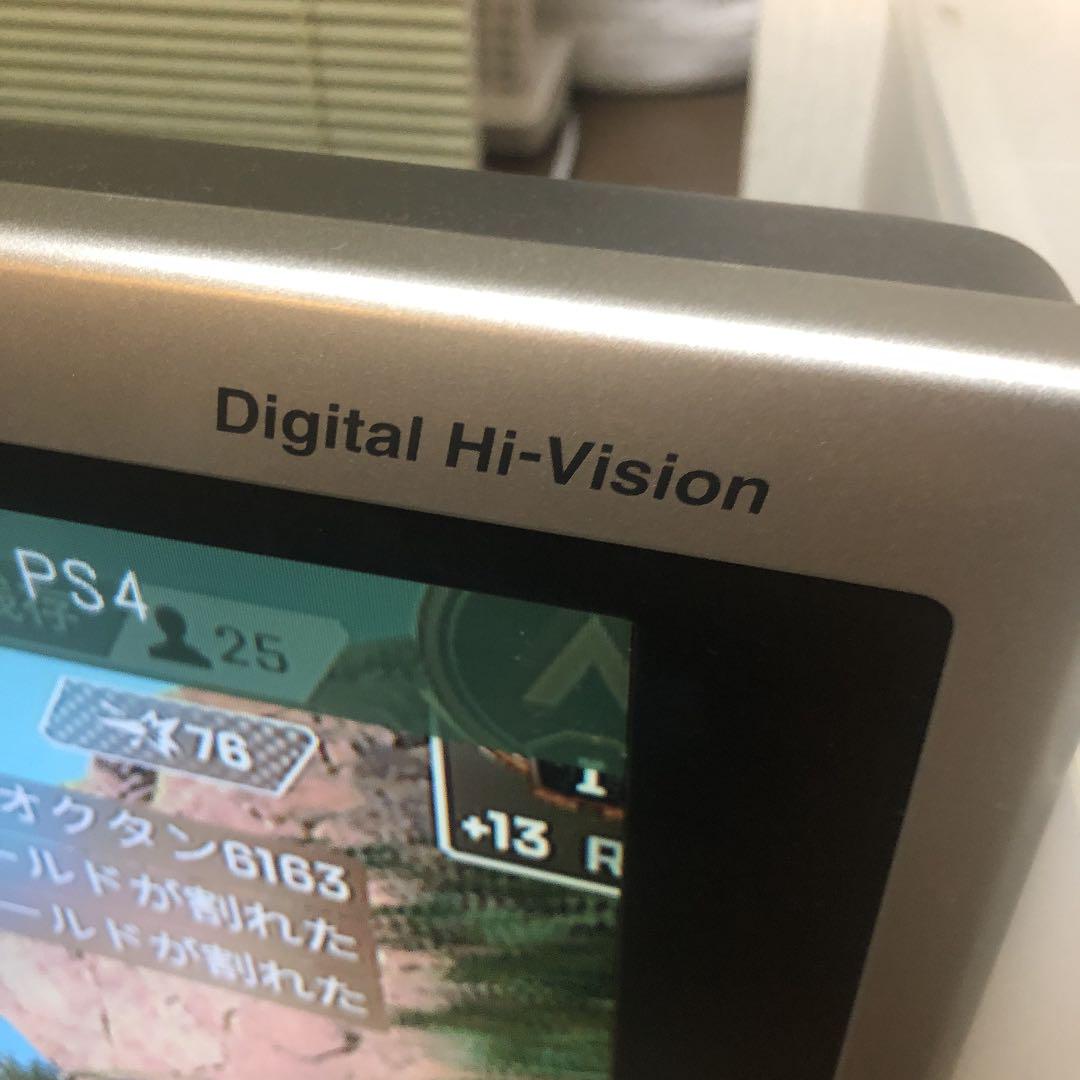 Digital Hi-Vision
PS4
25
76
1
+13 R
オクタン6163
ールドが割れた
ールドが割れた